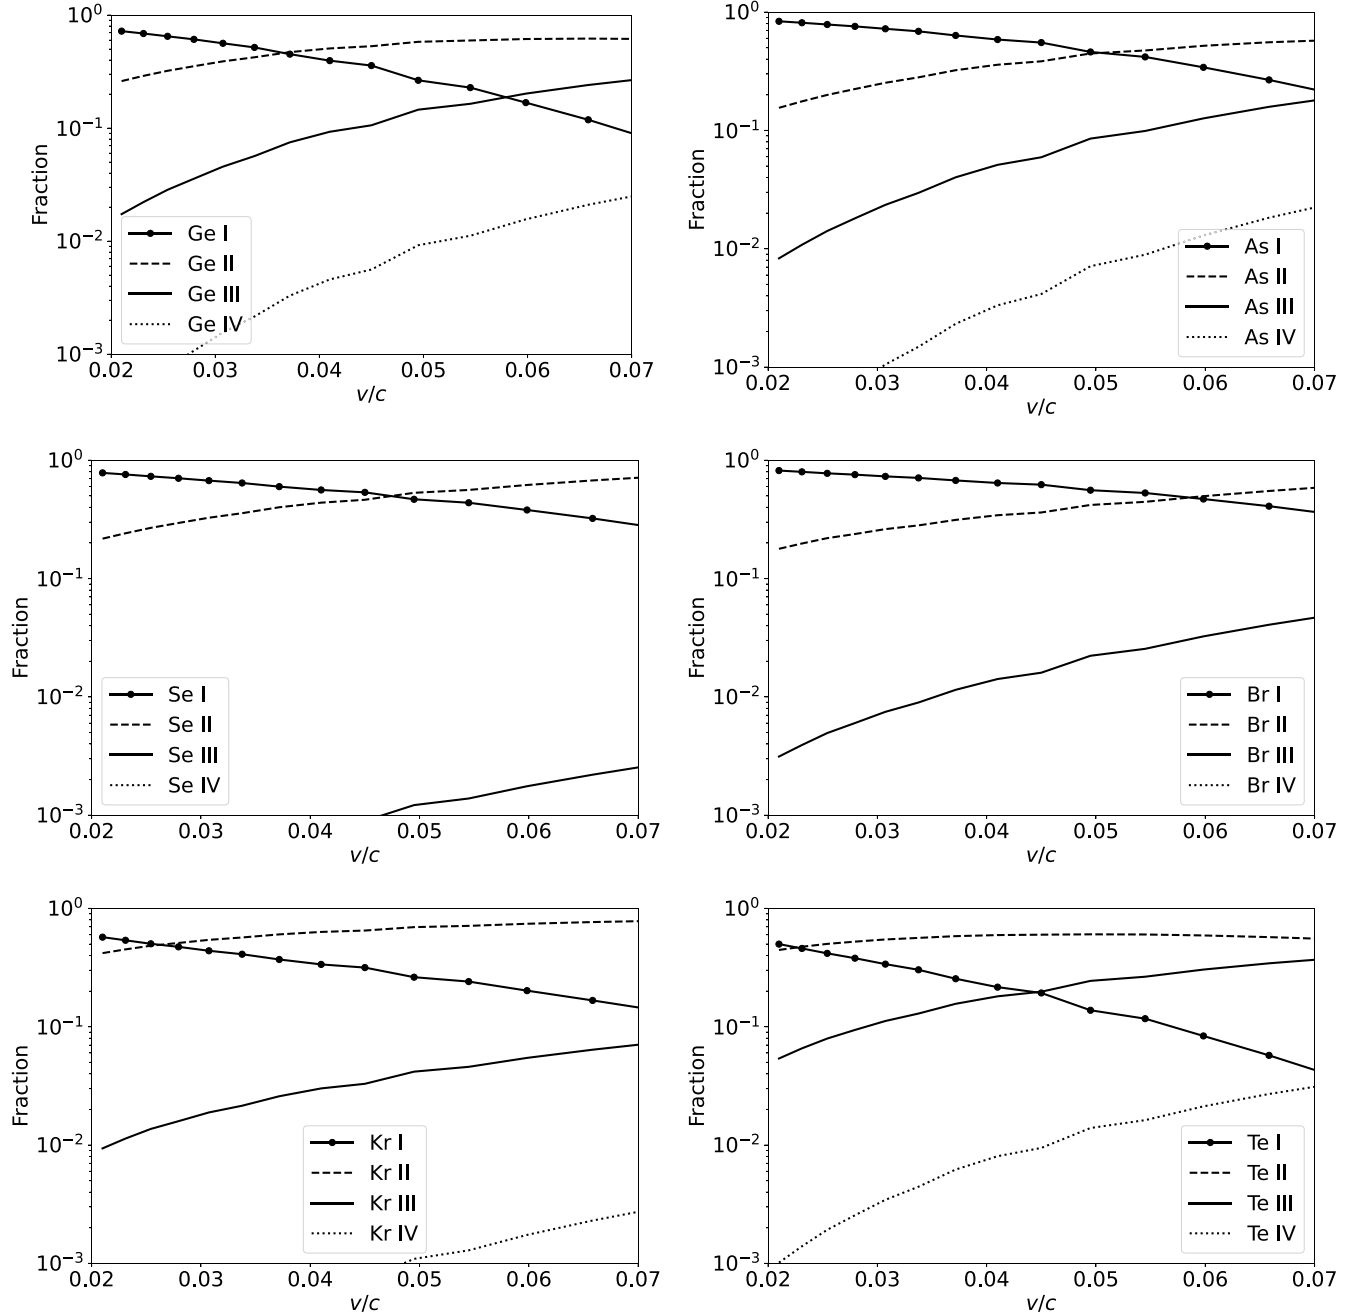 10^0
10^-1
10^-2
10^-3
Fraction
Ge I
Ge II
Ge III
Ge IV
0.02 0.03 0.04 0.05 0.06 0.07
v/c
10^0
10^-1
10^-2
10^-3
Fraction
As I
As II
As III
As IV
0.02 0.03 0.04 0.05 0.06 0.07
v/c
10^0
10^-1
10^-2
10^-3
Fraction
Se I
Se II
Se III
Se IV
0.02 0.03 0.04 0.05 0.06 0.07
v/c
10^0
10^-1
10^-2
10^-3
Fraction
Br I
Br II
Br III
Br IV
0.02 0.03 0.04 0.05 0.06 0.07
v/c
10^0
10^-1
10^-2
10^-3
Fraction
Kr I
Kr II
Kr III
Kr IV
0.02 0.03 0.04 0.05 0.06 0.07
v/c
10^0
10^-1
10^-2
10^-3
Fraction
Te I
Te II
Te III
Te IV
0.02 0.03 0.04 0.05 0.06 0.07
v/c